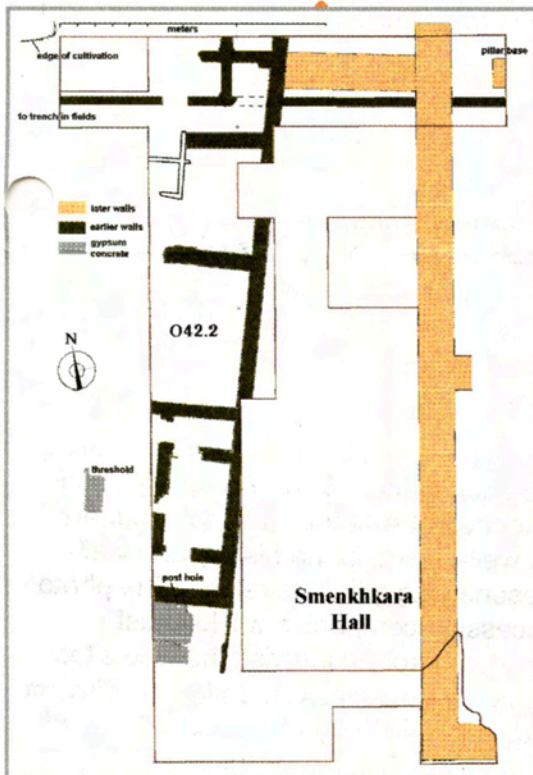 meters
edge of cultivation
pillar base
to trench in fields
later walls
earlier walls
gypsum
concrete
O42.2
N
threshold
post hole
Smenkhkara
Hall